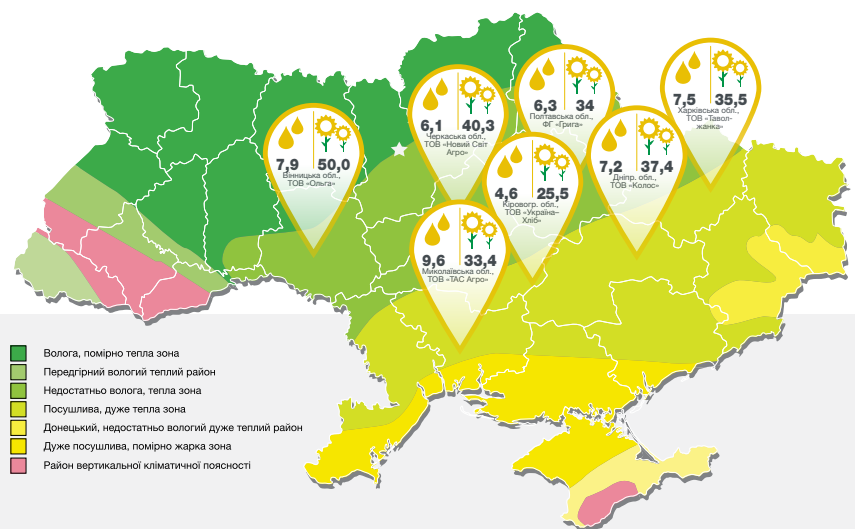 6,3 34
Полтавська обл.,
ФГ «Грига»
7,5 35,5
Харківська обл.,
ТОВ «Тавол-
жанка»
6,1 40,3
Черкаська обл.,
ТОВ «Новий Світ
Агро»
7,9 50,0
Вінницька обл.,
ТОВ «Ольга»
7,2 37,4
Дніпр. обл.,
ТОВ «Колос»
4,6 25,5
Кіровогр. обл.,
ТОВ «Україна–
Хліб»
9,6 33,4
Миколаївська обл.,
ТОВ «ТАС Агро»
Волога, помірно тепла зона
Передгірний вологий теплий район
Недостатньо волога, тепла зона
Посушлива, дуже тепла зона
Донецький, недостатньо вологий дуже теплий район
Дуже посушлива, помірно жарка зона
Район вертикальної кліматичної поясності